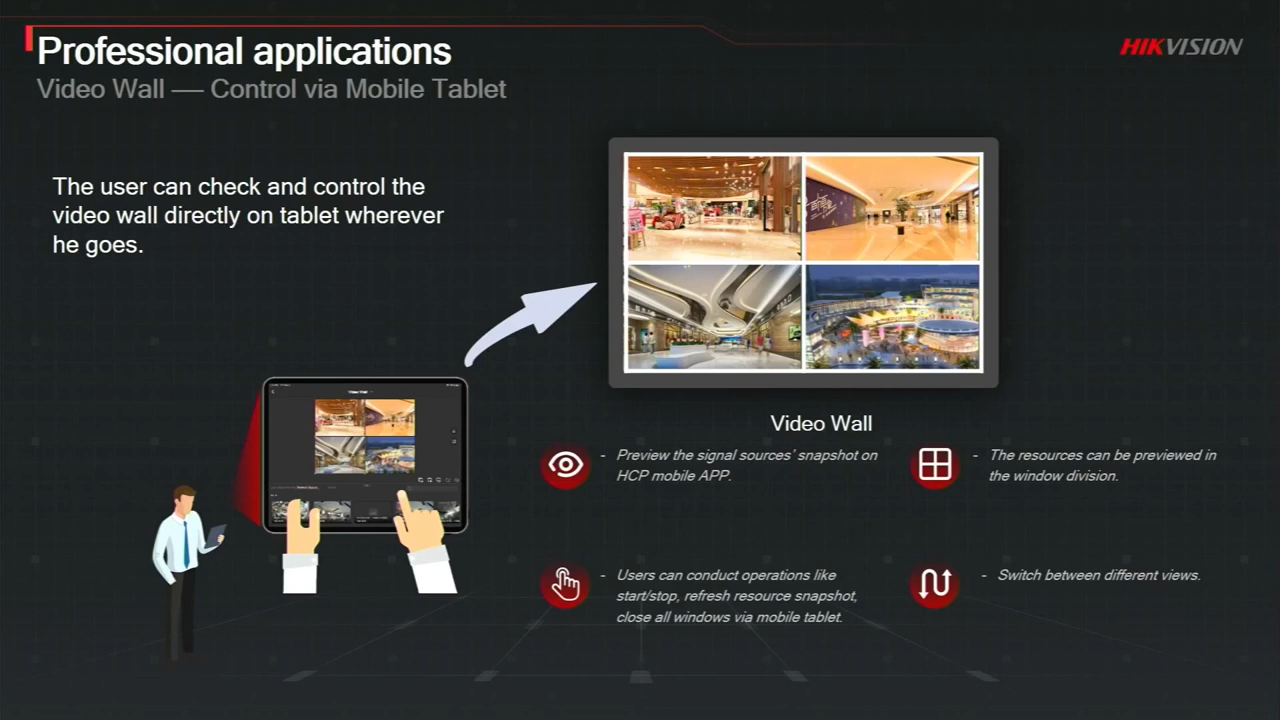 Professional applications
HIKVISION
Video Wall — Control via Mobile Tablet
The user can check and control the
video wall directly on tablet wherever
he goes.
Video Wall
Video Wall
- Preview the signal sources' snapshot on
HCP mobile APP.
- The resources can be previewed in
the window division.
- Users can conduct operations like
start/stop, refresh resource snapshot,
close all windows via mobile tablet.
- Switch between different views.